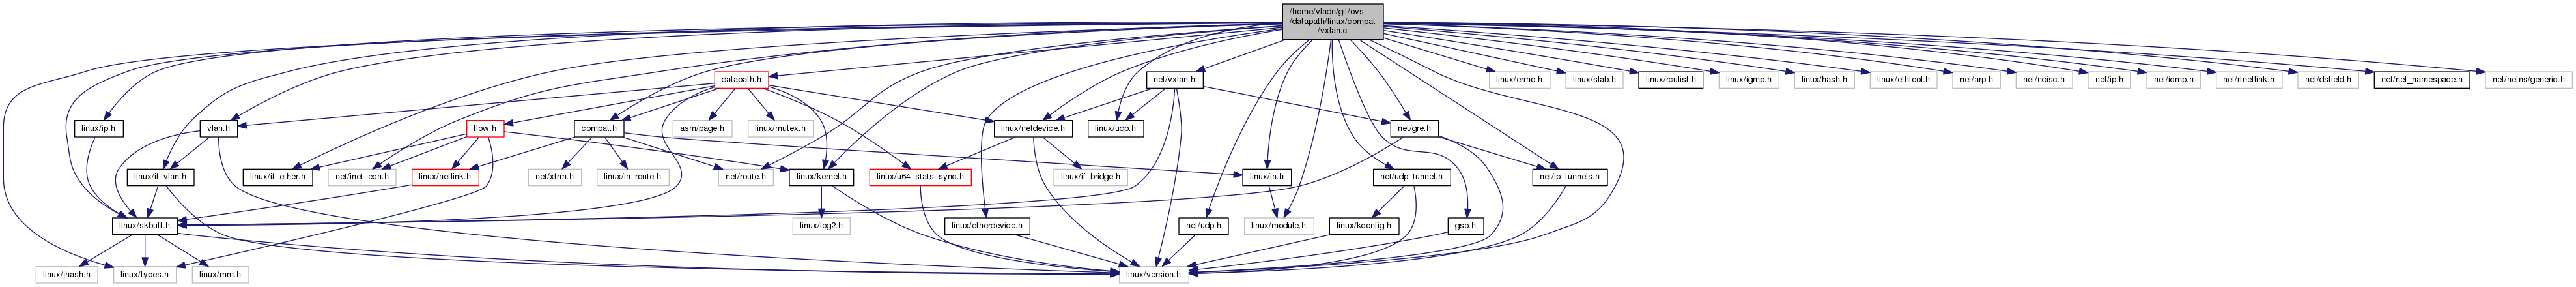 /home/vladn/git/ovs
/datapath/linux/compat
/vxlan.c
datapath.h
net/vxlan.h
linux/errno.h
linux/slab.h
linux/rculist.h
linux/igmp.h
linux/hash.h
linux/ethtool.h
net/arp.h
net/ndisc.h
net/ip.h
net/icmp.h
net/rtnetlink.h
net/dsfield.h
net/net_namespace.h
net/netns/generic.h
linux/ip.h
vlan.h
flow.h
compat.h
asm/page.h
linux/mutex.h
linux/netdevice.h
linux/udp.h
net/gre.h
linux/if_vlan.h
linux/if_ether.h
net/inet_ecn.h
linux/netlink.h
net/xfrm.h
linux/in_route.h
net/route.h
linux/kernel.h
linux/u64_stats_sync.h
linux/if_bridge.h
linux/in.h
net/udp_tunnel.h
net/ip_tunnels.h
linux/skbuff.h
linux/log2.h
linux/etherdevice.h
net/udp.h
linux/module.h
linux/kconfig.h
gso.h
linux/jhash.h
linux/types.h
linux/mm.h
linux/version.h